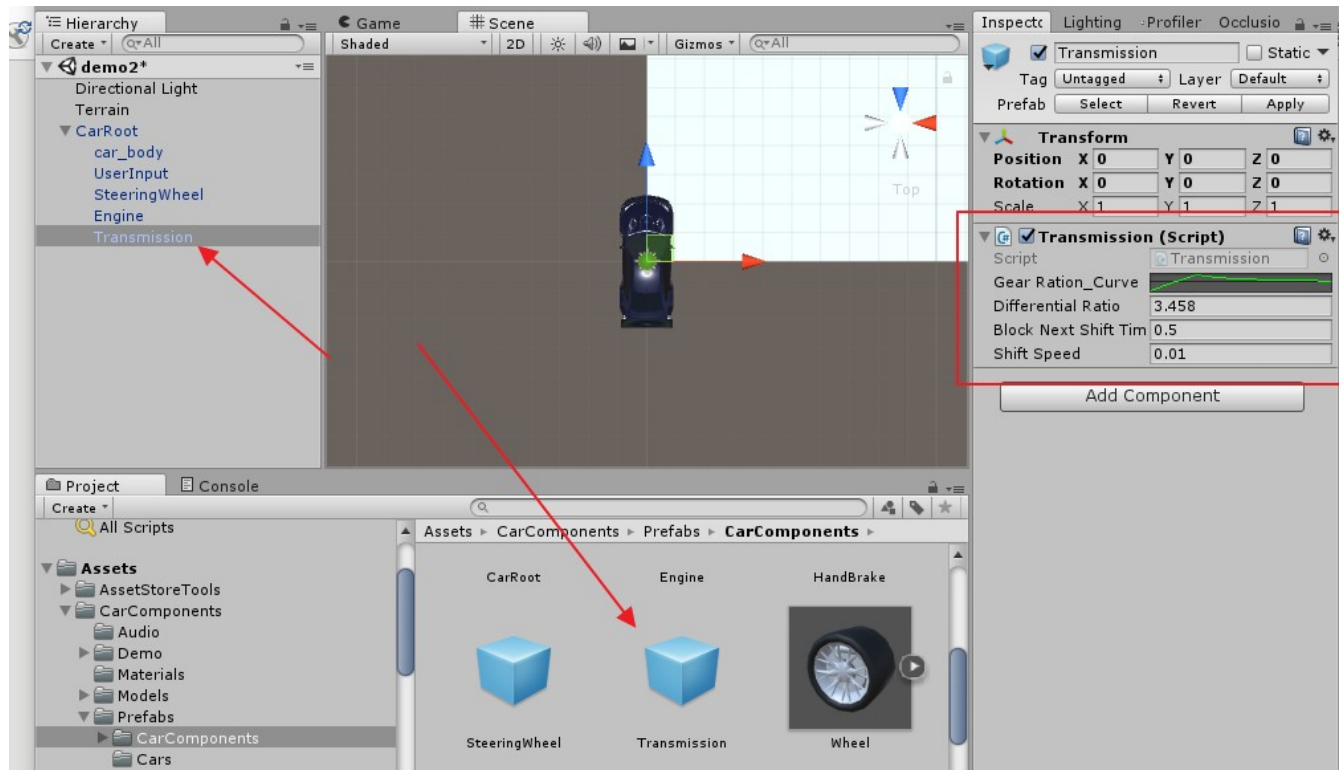 Hierarchy
Create
All
demo2*
Directional Light
Terrain
CarRoot
car_body
UserInput
SteeringWheel
Engine
Transmission
Game
Scene
Shaded
2D
Gizmos
All
Top
Inspectc Lighting Profiler Occlusio
Transmission
Static
Tag Untagged Layer Default
Prefab Select Revert Apply
Transform
Position X 0 Y 0 Z 0
Rotation X 0 Y 0 Z 0
Scale X 1 Y 1 Z 1
Transmission (Script)
Script Transmission
Gear Ration_Curve
Differential Ratio 3.458
Block Next Shift Tim 0.5
Shift Speed 0.01
Add Component
Project
Console
Create
All Scripts
Assets
AssetStoreTools
CarComponents
Audio
Demo
Materials
Models
Prefabs
CarComponents
Cars
Assets CarComponents Prefabs CarComponents
CarRoot Engine HandBrake
SteeringWheel Transmission Wheel